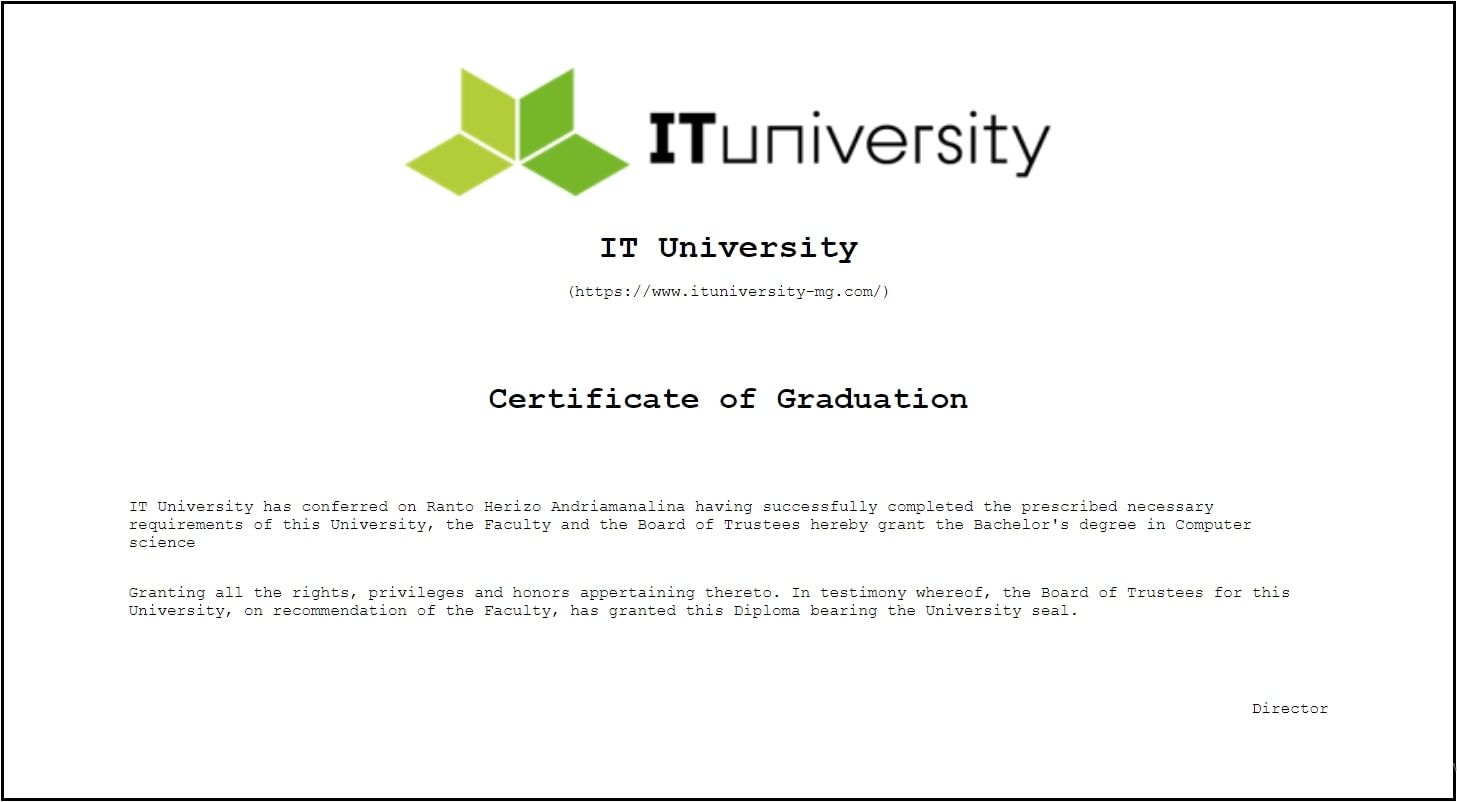 ITuniversity
IT University
(https://www.ituniversity-mg.com/)
Certificate of Graduation
IT University has conferred on Ranto Herizo Andriamanalina having successfully completed the prescribed necessary
requirements of this University, the Faculty and the Board of Trustees hereby grant the Bachelor's degree in Computer
science
Granting all the rights, privileges and honors appertaining thereto. In testimony whereof, the Board of Trustees for this
University, on recommendation of the Faculty, has granted this Diploma bearing the University seal.
Director